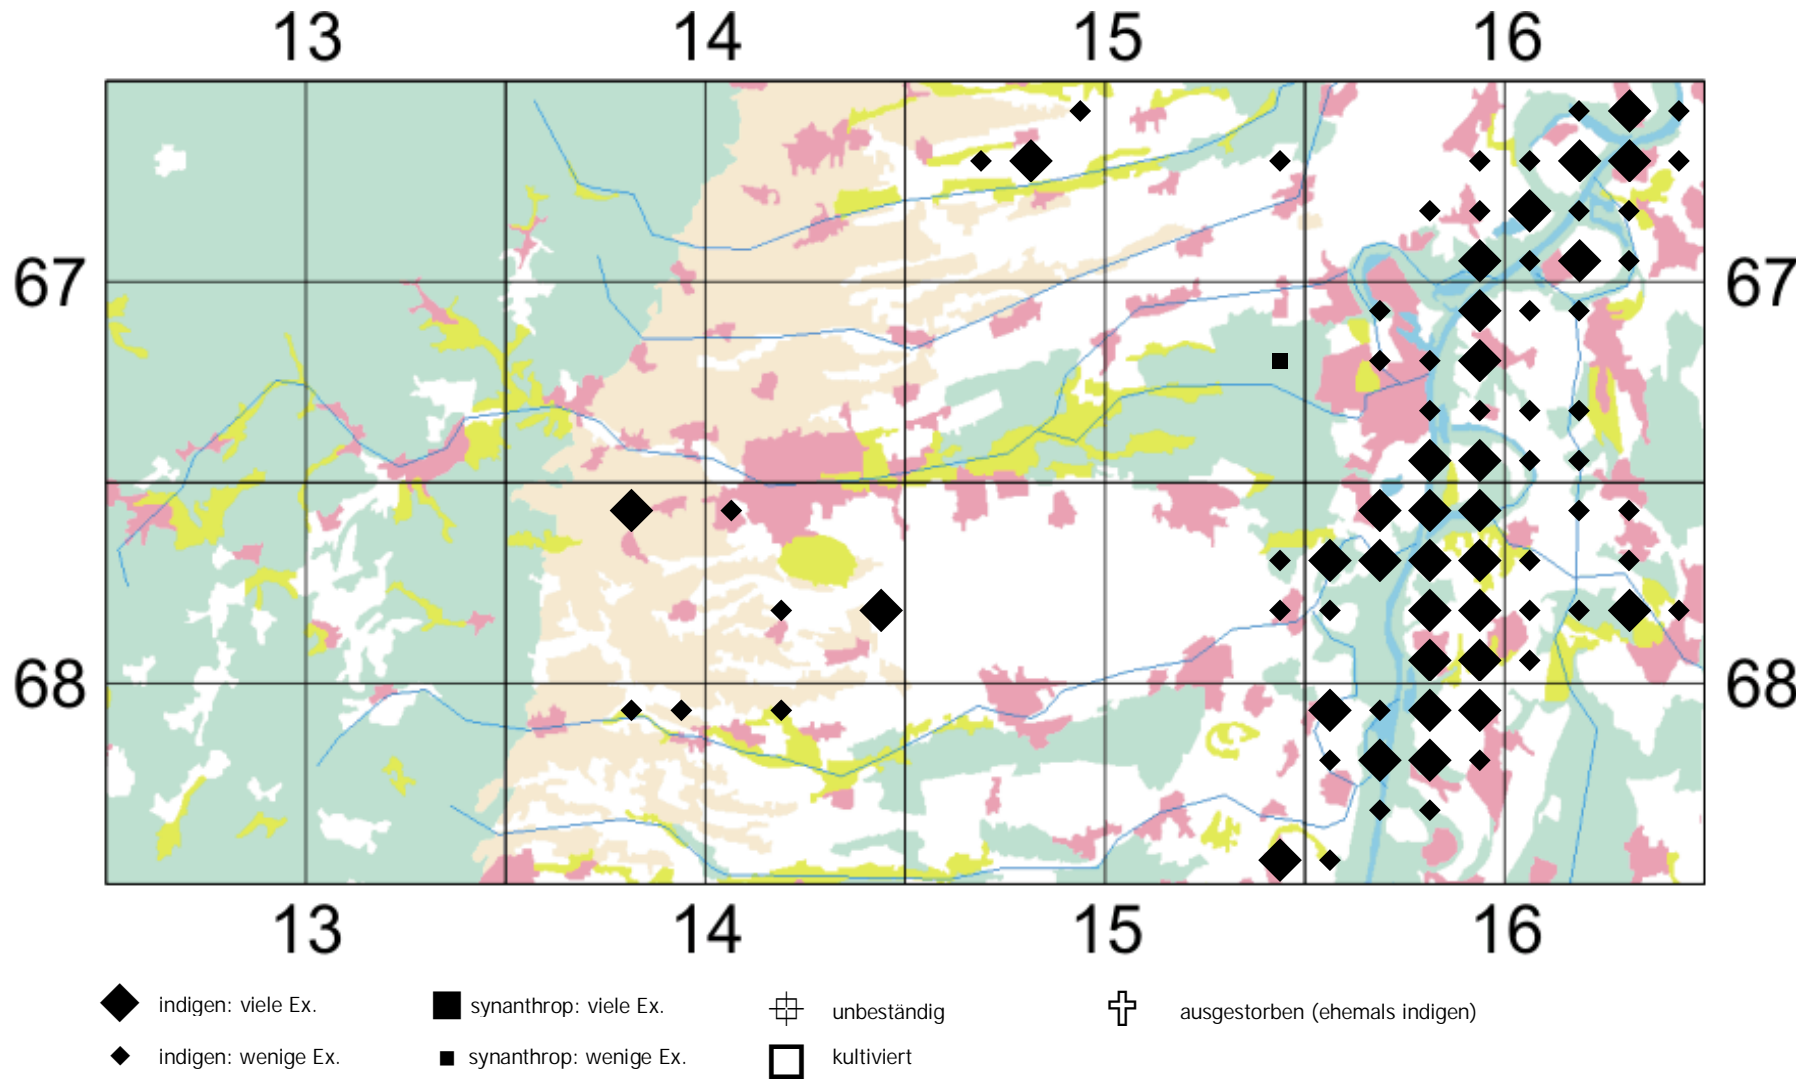 13 14 15 16
67 67
68 68
13 14 15 16
indigen: viele Ex. synanthrop: viele Ex. unbeständig ausgestorben (ehemals indigen)
indigen: wenige Ex. synanthrop: wenige Ex. kultiviert